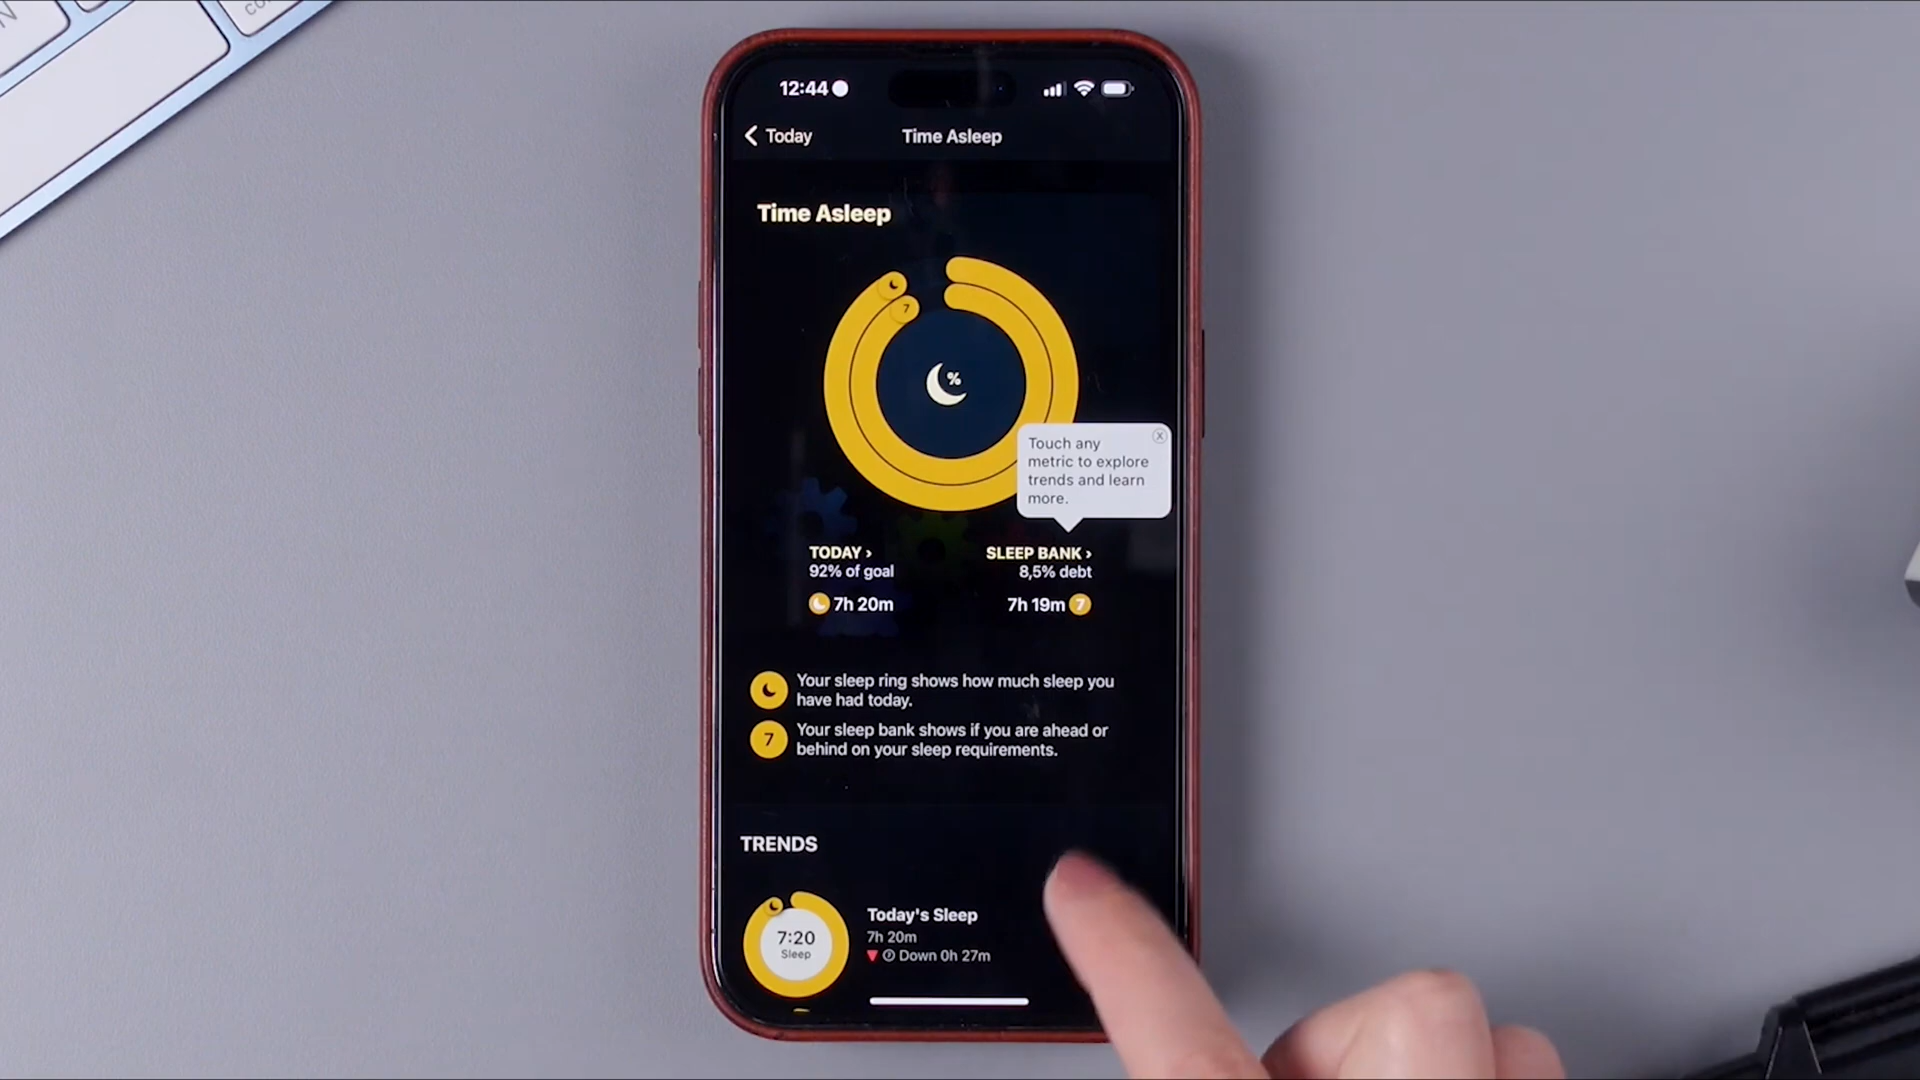 12:44
Today
Time Asleep
Time Asleep
7
%
Touch any
metric to explore
trends and learn
more.
TODAY ›
92% of goal
7h 20m
SLEEP BANK ›
8,5% debt
7h 19m 7
Your sleep ring shows how much sleep you
have had today.
7
Your sleep bank shows if you are ahead or
behind on your sleep requirements.
TRENDS
7:20
Sleep
Today's Sleep
7h 20m
Down 0h 27m